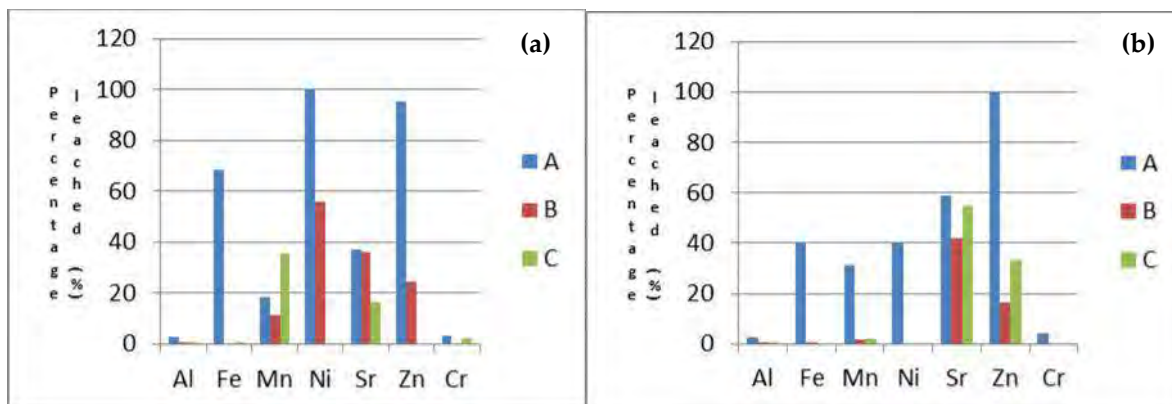 (a)
Percentage
leached (%)
120
100
80
60
40
20
0
Al Fe Mn Ni Sr Zn Cr
A
B
C
(b)
Percentage
leached (%)
120
100
80
60
40
20
0
Al Fe Mn Ni Sr Zn Cr
A
B
C